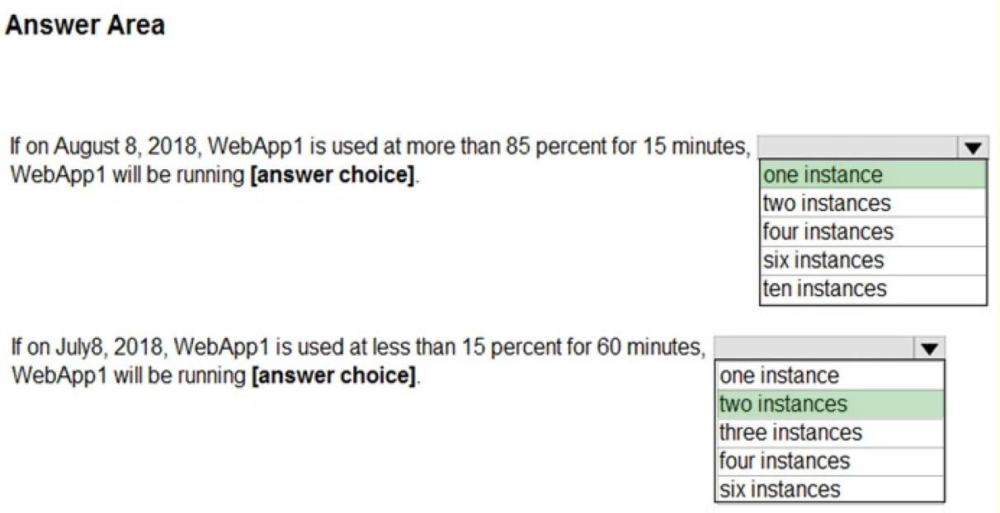 Answer Area
If on August 8, 2018, WebApp1 is used at more than 85 percent for 15 minutes,
WebApp1 will be running [answer choice].
one instance
two instances
four instances
six instances
ten instances
If on July8, 2018, WebApp1 is used at less than 15 percent for 60 minutes,
WebApp1 will be running [answer choice].
one instance
two instances
three instances
four instances
six instances